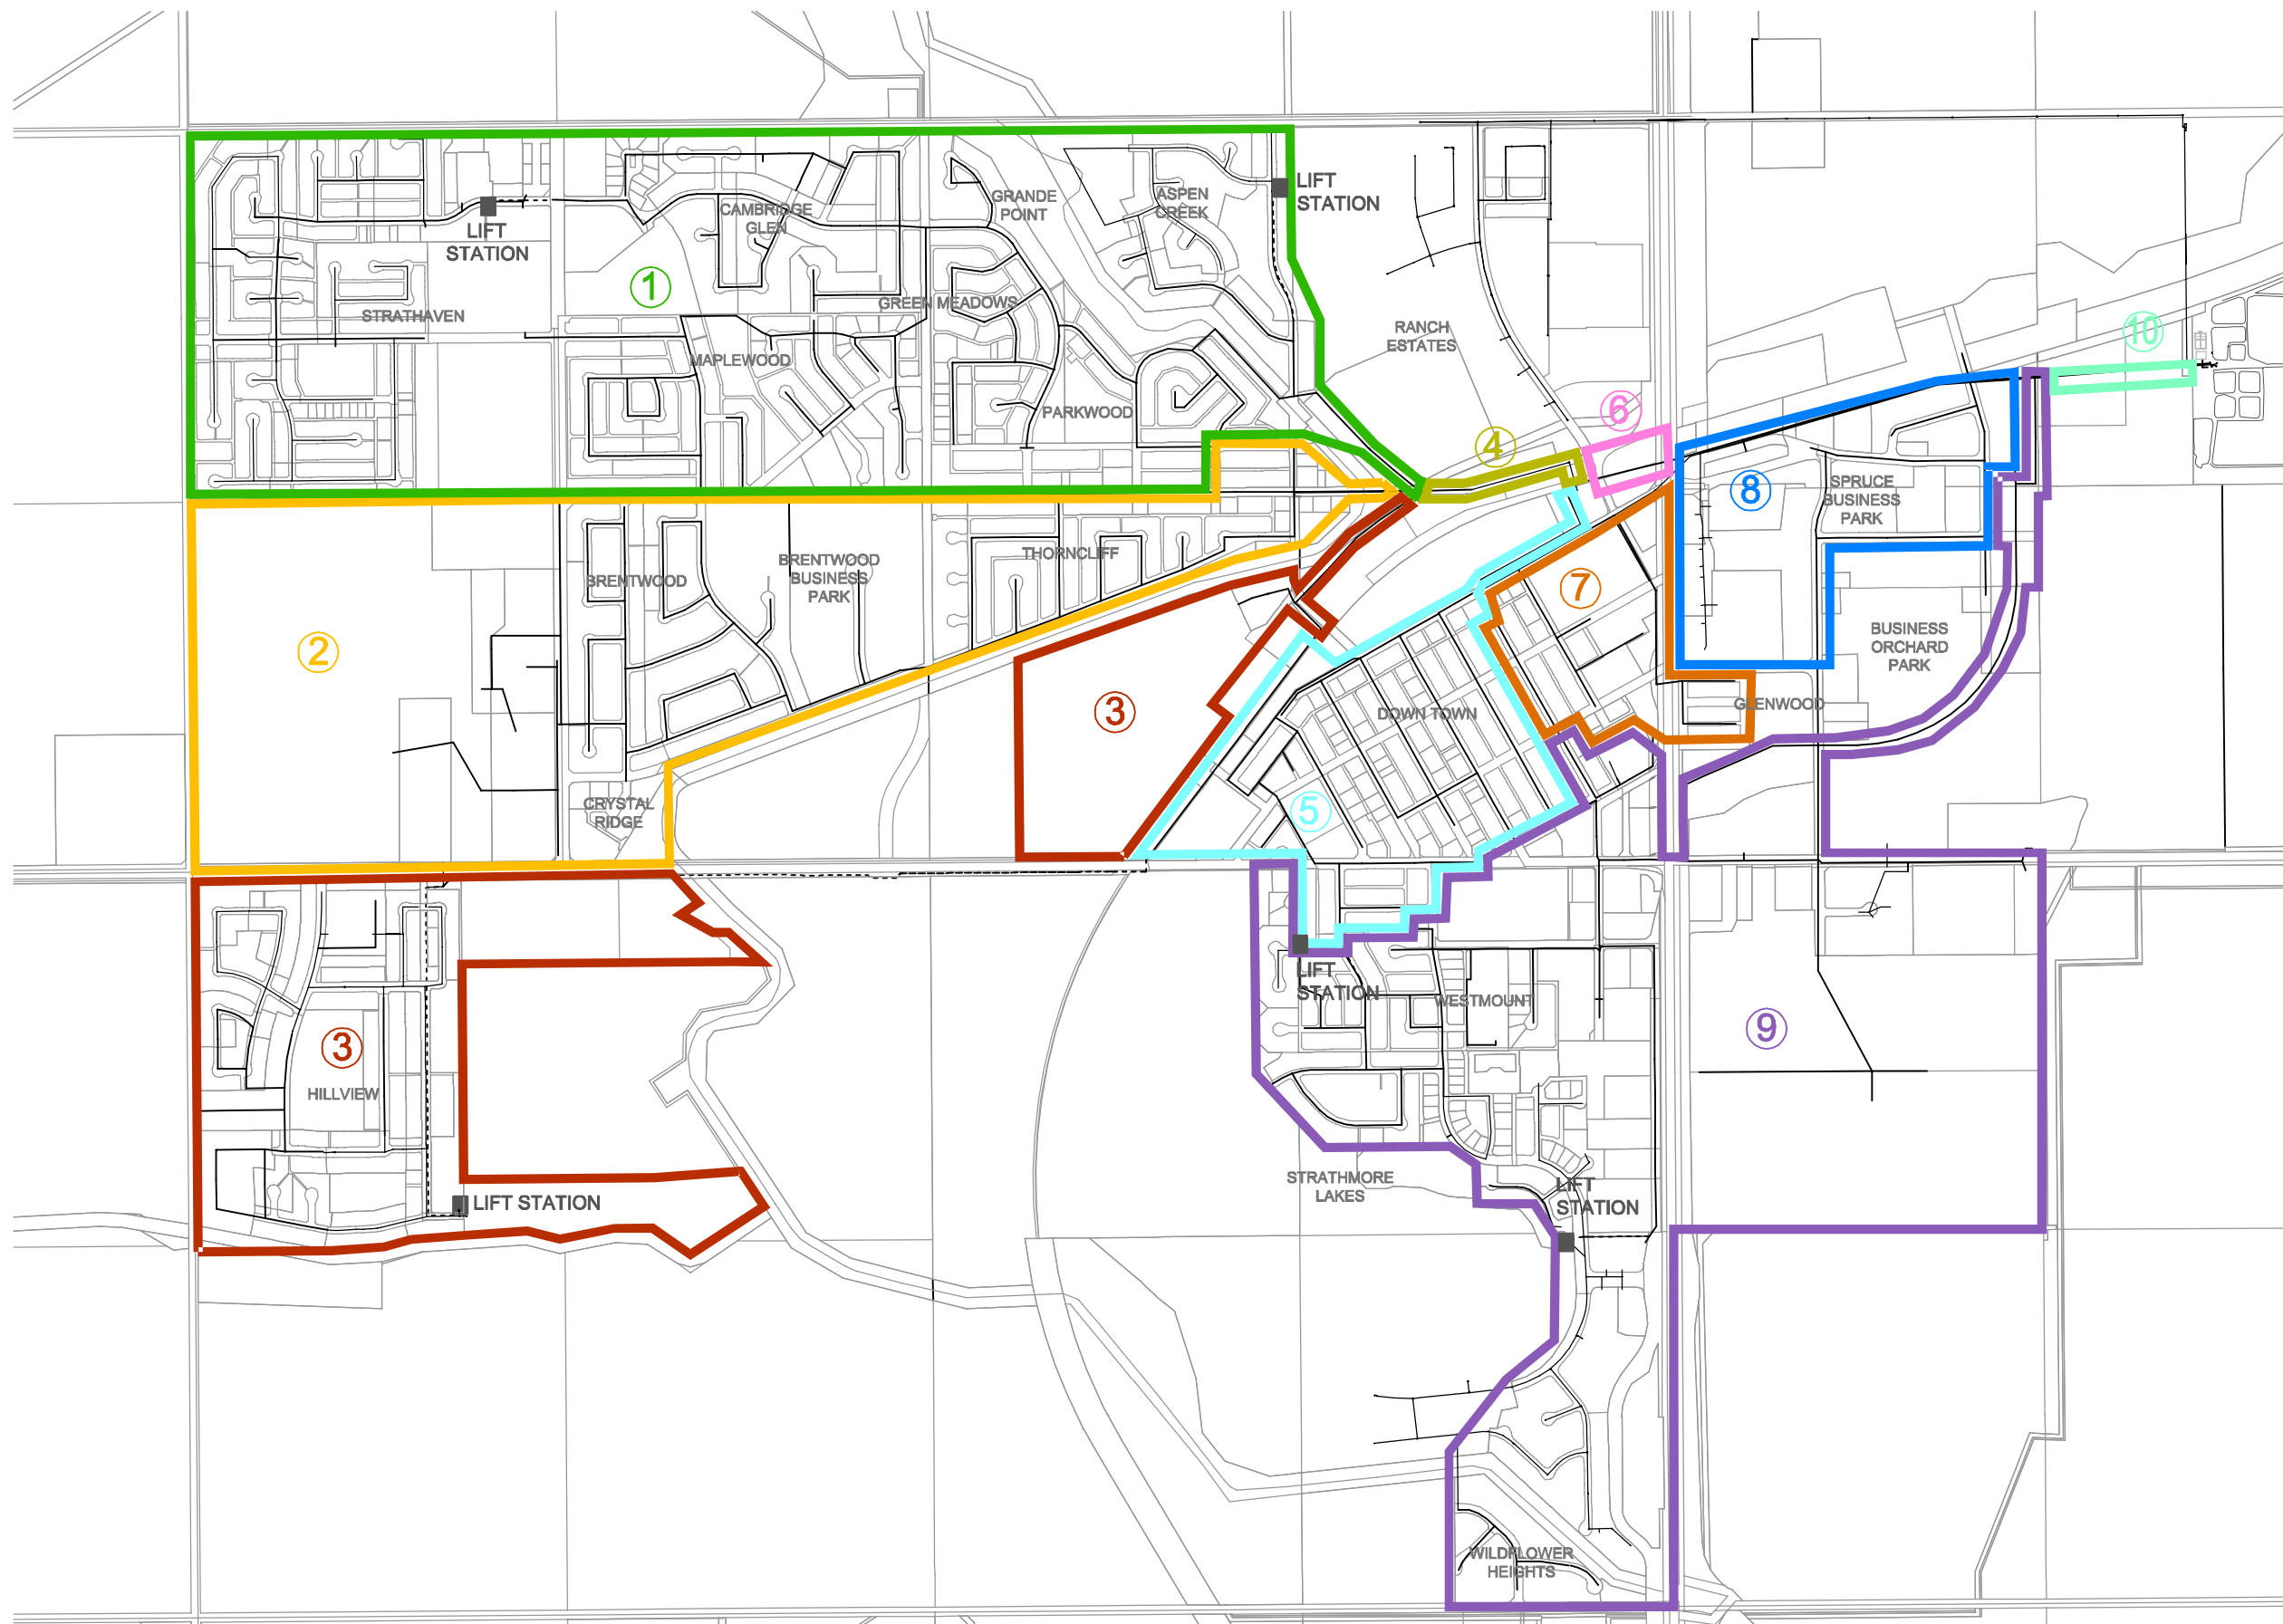 LIFT
STATION
GRANDE
POINT
ASPEN
CREEK
CAMBRIDGE
GLEN
LIFT
STATION
1
GREEN MEADOWS
STRATHAVEN
RANCH
ESTATES
10
MAPLEWOOD
PARKWOOD
6
4
8
SPRUCE
BUSINESS
PARK
THORNCLIFF
BRENTWOOD
BRENTWOOD
BUSINESS
PARK
7
2
BUSINESS
ORCHARD
PARK
3
DOWN TOWN
GLENWOOD
CRYSTAL
RIDGE
5
LIFT
STATION
WESTMOUNT
9
3
HILLVIEW
STRATHMORE
LAKES
LIFT
STATION
LIFT STATION
WILDFLOWER
HEIGHTS